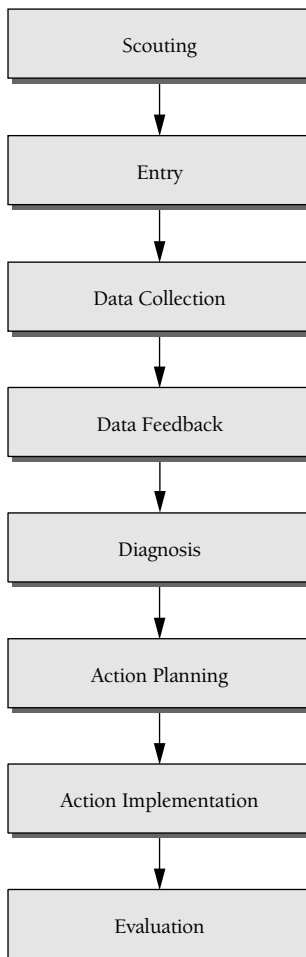 Scouting
Entry
Data Collection
Data Feedback
Diagnosis
Action Planning
Action Implementation
Evaluation